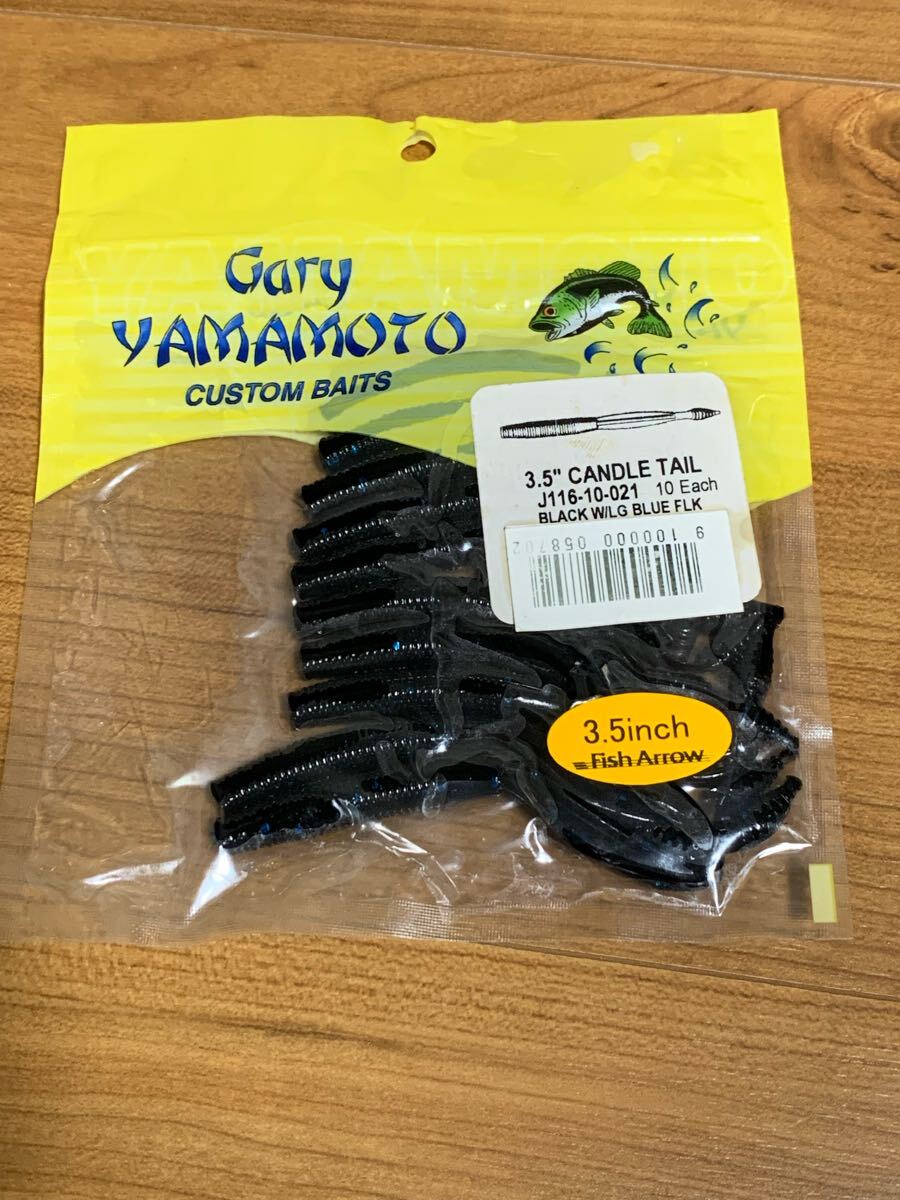 Gary
YAMAMOTO
CUSTOM BAITS
3.5" CANDLE TAIL
J116-10-021 10 Each
BLACK W/LG BLUE FLK
9 100000 058702
3.5inch
Fish Arrow